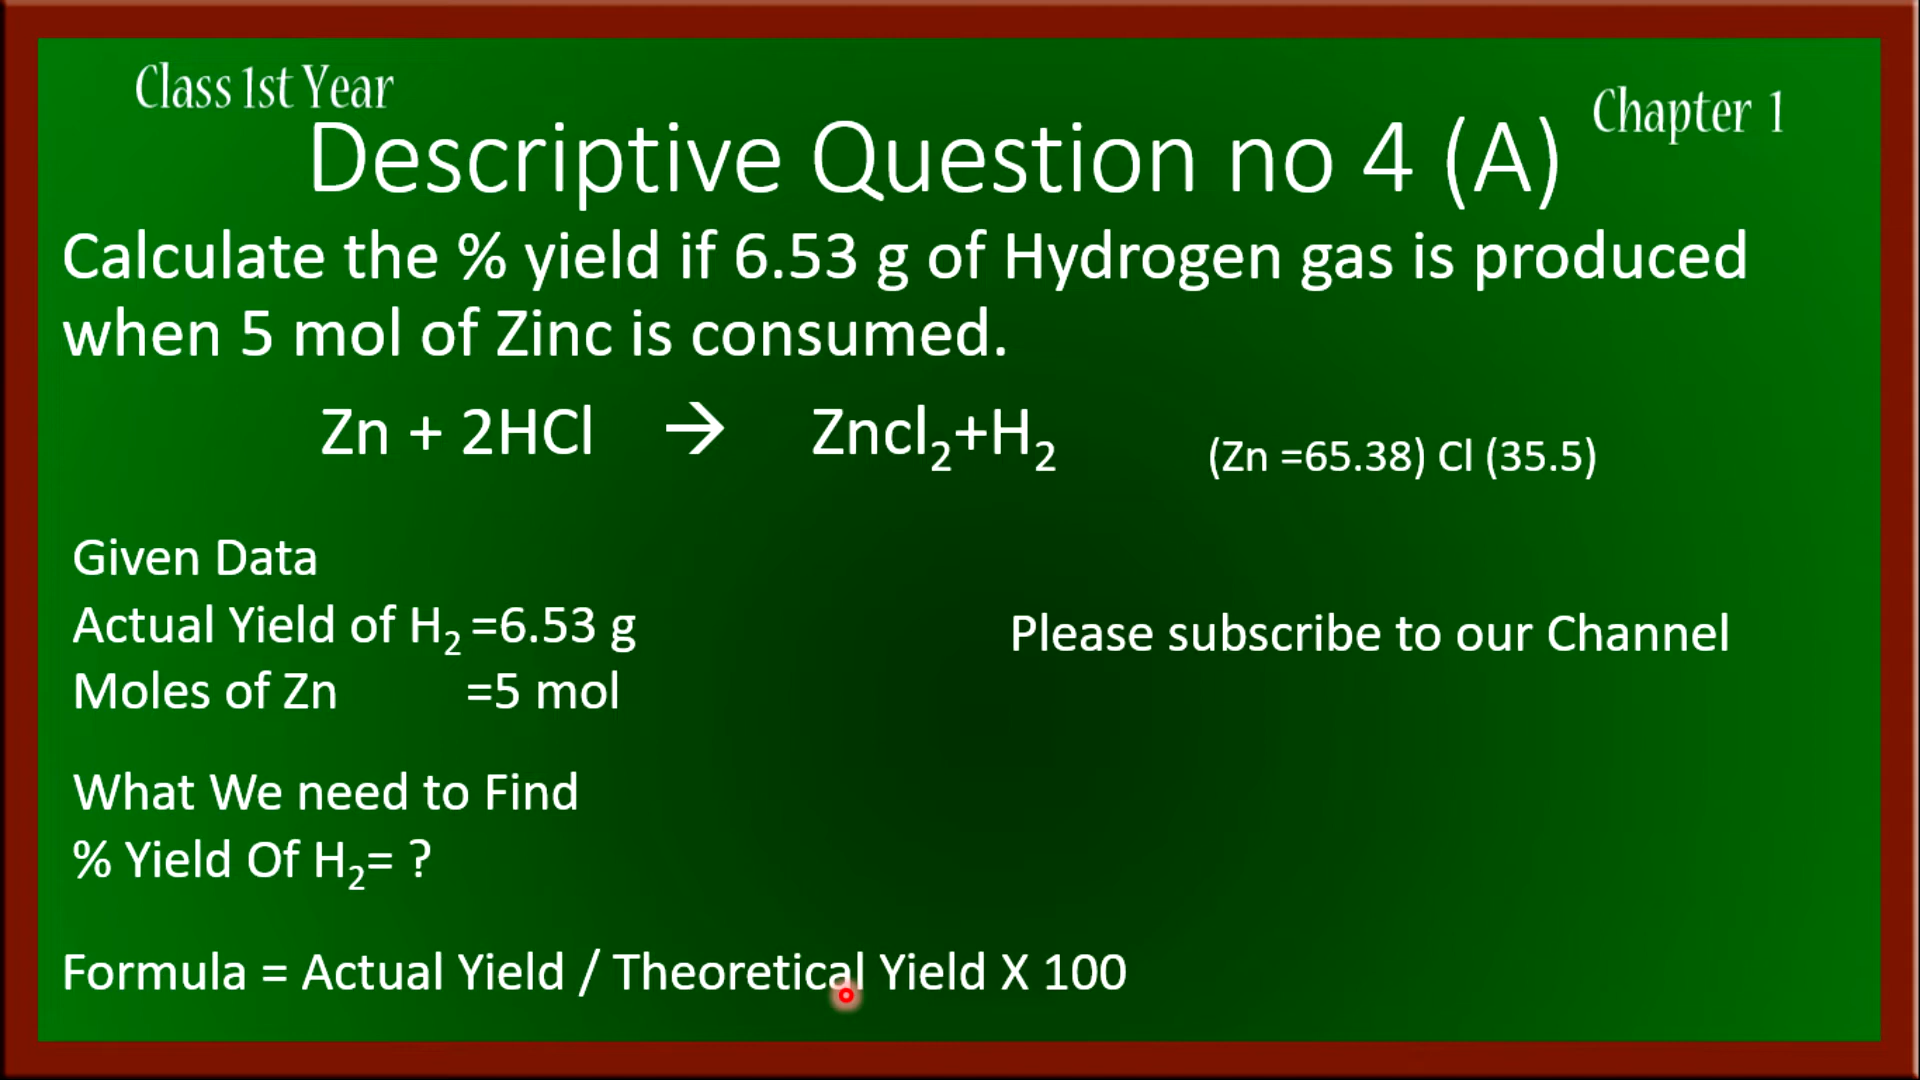 Class 1st Year
Chapter 1
Descriptive Question no 4 (A)
Calculate the % yield if 6.53 g of Hydrogen gas is produced
when 5 mol of Zinc is consumed.
Zn + 2HCl → Zncl₂+H₂ (Zn =65.38) Cl (35.5)
Given Data
Actual Yield of H₂ =6.53 g
Please subscribe to our Channel
Moles of Zn =5 mol
What We need to Find
% Yield Of H₂= ?
Formula = Actual Yield / Theoretical Yield X 100